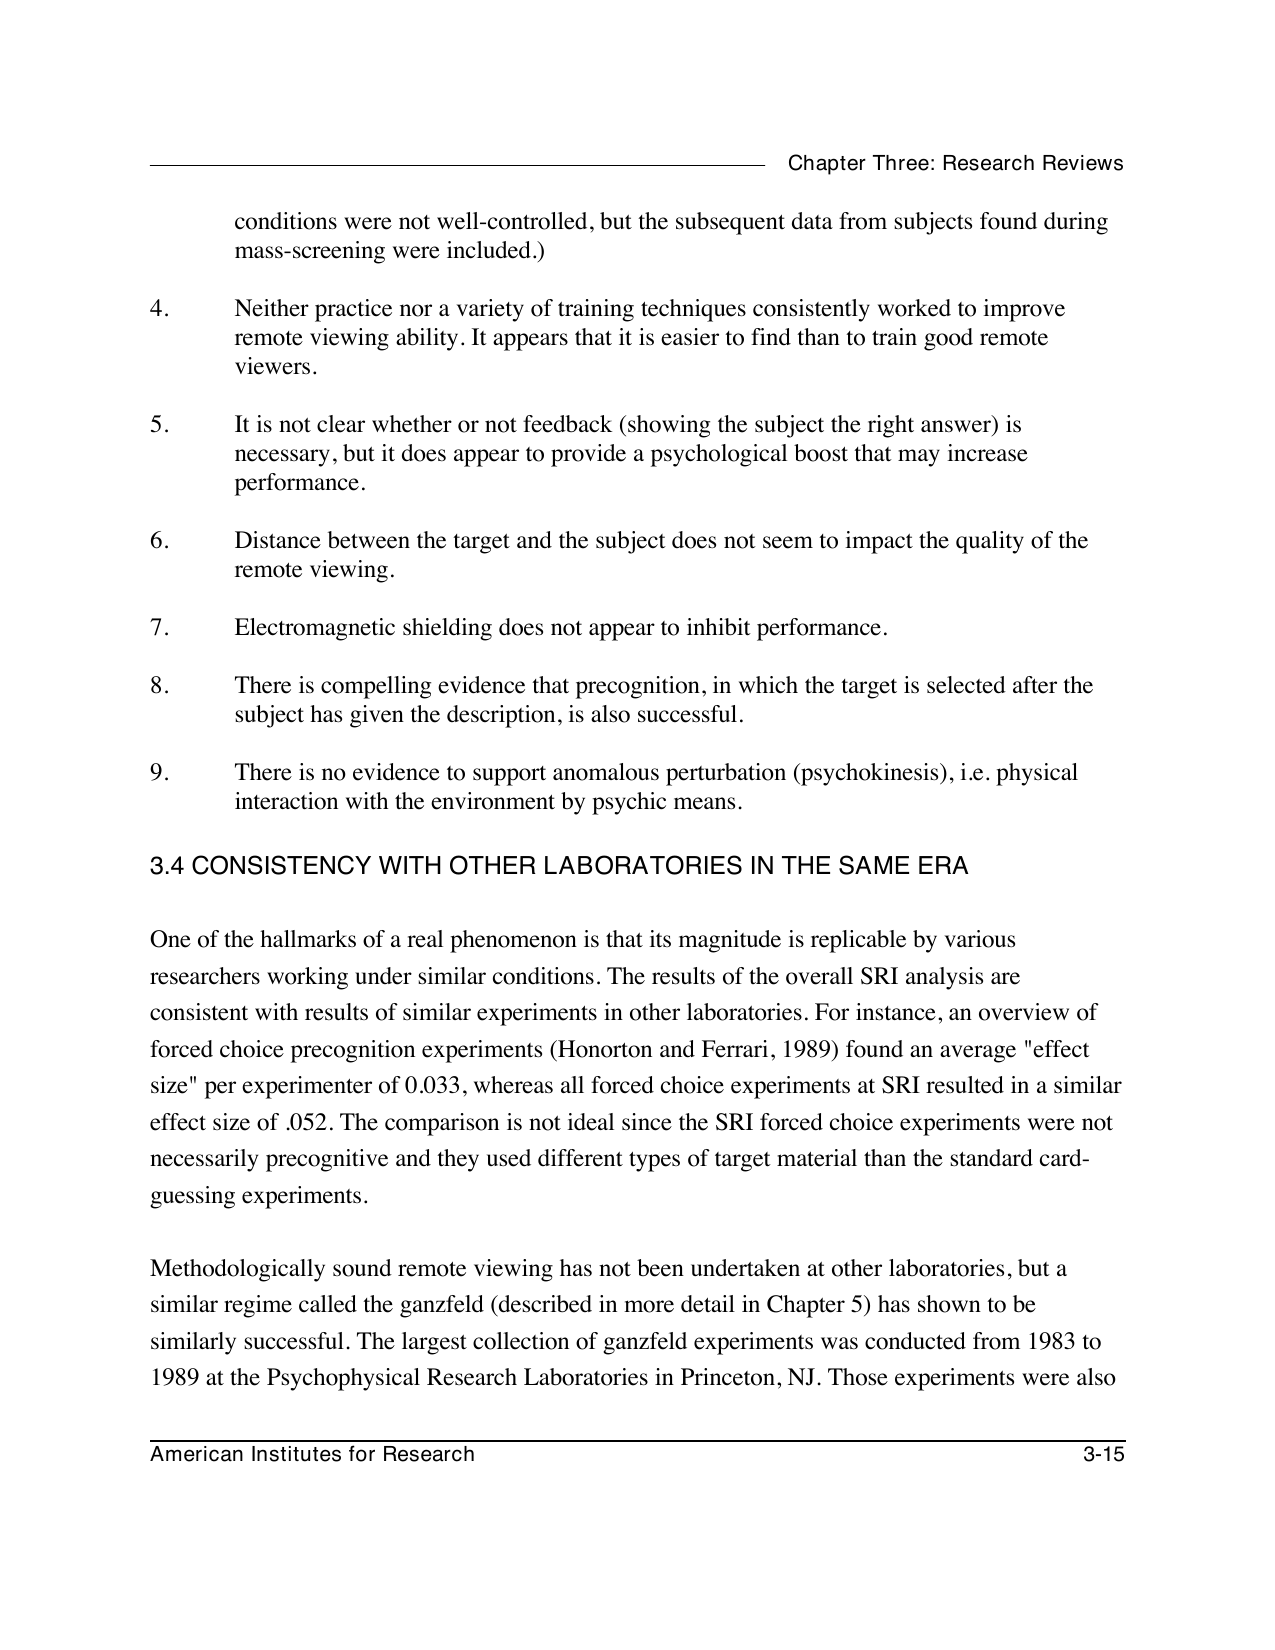 Chapter Three: Research Reviews
conditions were not well-controlled, but the subsequent data from subjects found during
mass-screening were included.)
4. Neither practice nor a variety of training techniques consistently worked to improve
remote viewing ability. It appears that it is easier to find than to train good remote
viewers.
5. It is not clear whether or not feedback (showing the subject the right answer) is
necessary, but it does appear to provide a psychological boost that may increase
performance.
6. Distance between the target and the subject does not seem to impact the quality of the
remote viewing.
7. Electromagnetic shielding does not appear to inhibit performance.
8. There is compelling evidence that precognition, in which the target is selected after the
subject has given the description, is also successful.
9. There is no evidence to support anomalous perturbation (psychokinesis), i.e. physical
interaction with the environment by psychic means.
3.4 CONSISTENCY WITH OTHER LABORATORIES IN THE SAME ERA
One of the hallmarks of a real phenomenon is that its magnitude is replicable by various
researchers working under similar conditions. The results of the overall SRI analysis are
consistent with results of similar experiments in other laboratories. For instance, an overview of
forced choice precognition experiments (Honorton and Ferrari, 1989) found an average "effect
size" per experimenter of 0.033, whereas all forced choice experiments at SRI resulted in a similar
effect size of .052. The comparison is not ideal since the SRI forced choice experiments were not
necessarily precognitive and they used different types of target material than the standard card-
guessing experiments.
Methodologically sound remote viewing has not been undertaken at other laboratories, but a
similar regime called the ganzfeld (described in more detail in Chapter 5) has shown to be
similarly successful. The largest collection of ganzfeld experiments was conducted from 1983 to
1989 at the Psychophysical Research Laboratories in Princeton, NJ. Those experiments were also
American Institutes for Research 3-15